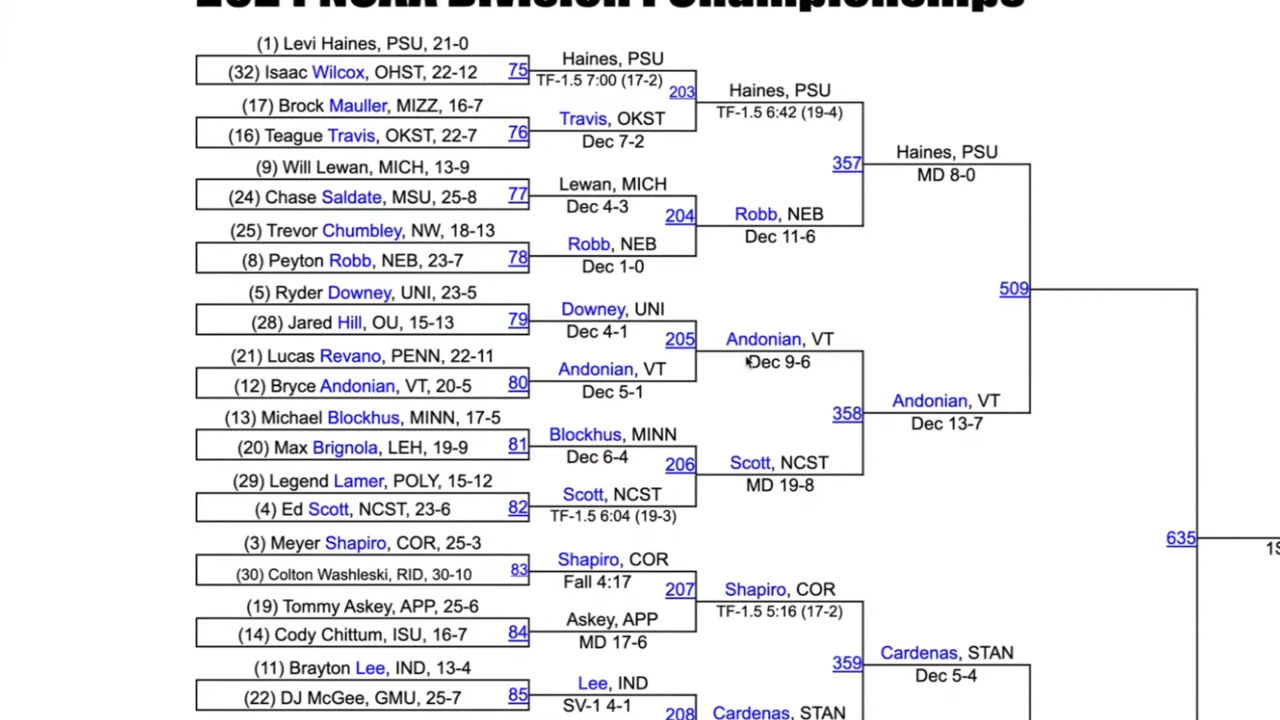 2024 NCAA Division I Championships
(1) Levi Haines, PSU, 21-0
(32) Isaac Wilcox, OHST, 22-12
75
(17) Brock Mauller, MIZZ, 16-7
(16) Teague Travis, OKST, 22-7
76
(9) Will Lewan, MICH, 13-9
(24) Chase Saldate, MSU, 25-8
77
(25) Trevor Chumbley, NW, 18-13
(8) Peyton Robb, NEB, 23-7
78
(5) Ryder Downey, UNI, 23-5
(28) Jared Hill, OU, 15-13
79
(21) Lucas Revano, PENN, 22-11
(12) Bryce Andonian, VT, 20-5
80
(13) Michael Blockhus, MINN, 17-5
(20) Max Brignola, LEH, 19-9
81
(29) Legend Lamer, POLY, 15-12
(4) Ed Scott, NCST, 23-6
82
(3) Meyer Shapiro, COR, 25-3
(30) Colton Washleski, RID, 30-10
83
(19) Tommy Askey, APP, 25-6
(14) Cody Chittum, ISU, 16-7
84
(11) Brayton Lee, IND, 13-4
(22) DJ McGee, GMU, 25-7
85
Haines, PSU
TF-1.5 7:00 (17-2)
203
Travis, OKST
Dec 7-2
Lewan, MICH
Dec 4-3
204
Robb, NEB
Dec 1-0
Downey, UNI
Dec 4-1
205
Andonian, VT
Dec 5-1
Blockhus, MINN
Dec 6-4
206
Scott, NCST
TF-1.5 6:04 (19-3)
Shapiro, COR
Fall 4:17
207
Askey, APP
MD 17-6
Lee, IND
SV-1 4-1
208
Haines, PSU
TF-1.5 6:42 (19-4)
357
Robb, NEB
Dec 11-6
Andonian, VT
Dec 9-6
358
Scott, NCST
MD 19-8
Shapiro, COR
TF-1.5 5:16 (17-2)
359
Cardenas, STAN
Haines, PSU
MD 8-0
509
Andonian, VT
Dec 13-7
Cardenas, STAN
Dec 5-4
635